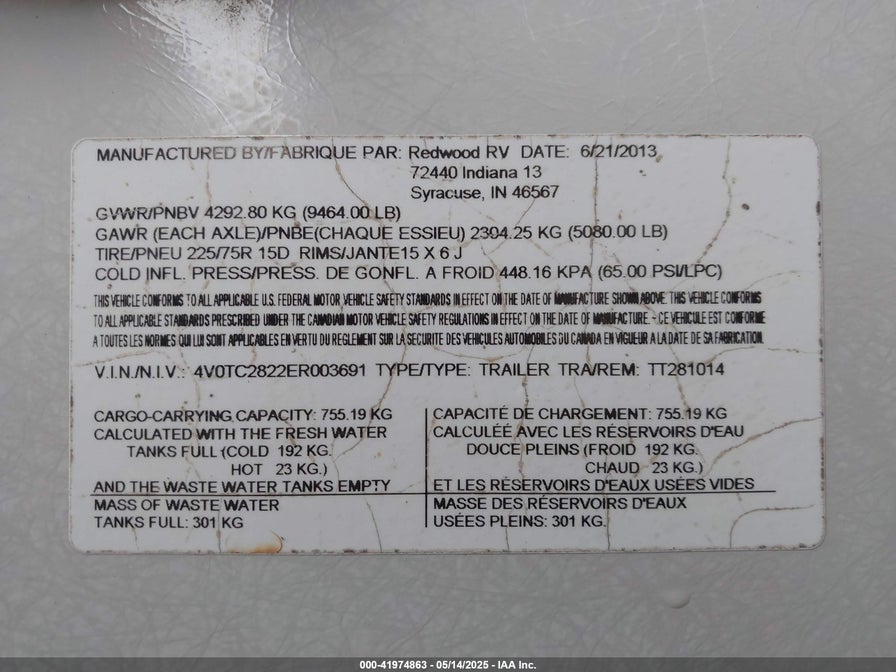 MANUFACTURED BY/FABRIQUE PAR: Redwood RV DATE: 6/21/2013
72440 Indiana 13
Syracuse, IN 46567
GVWR/PNBV 4292.80 KG (9464.00 LB)
GAWR (EACH AXLE)/PNBE(CHAQUE ESSIEU) 2304.25 KG (5080.00 LB)
TIRE/PNEU 225/75R 15D RIMS/JANTE15 X 6 J
COLD INFL. PRESS/PRESS. DE GONFL. A FROID 448.16 KPA (65.00 PSI/LPC)
THIS VEHICLE CONFORMS TO ALL APPLICABLE U.S. FEDERAL MOTOR VEHICLE SAFETY STANDARDS IN EFFECT ON THE DATE OF MANUFACTURE SHOWN ABOVE. THIS VEHICLE CONFORMS
TO ALL APPLICABLE STANDARDS PRESCRIBED UNDER THE CANADIAN MOTOR VEHICLE SAFETY REGULATIONS IN EFFECT ON THE DATE OF MANUFACTURE. - CE VEHICULE EST CONFORME
A TOUTES LES NORMES QUI LUI SONT APPLICABLES EN VERTU DU REGLEMENT SUR LA SECURITE DES VEHICULES AUTOMOBILES DU CANADA EN VIGUEUR A LA DATE DE SA FABRICATION.
V.I.N./N.I.V.: 4V0TC2822ER003691 TYPE/TYPE: TRAILER TRA/REM: TT281014
CARGO-CARRYING CAPACITY: 755.19 KG
CALCULATED WITH THE FRESH WATER
TANKS FULL (COLD 192 KG.
HOT 23 KG.)
AND THE WASTE WATER TANKS EMPTY
MASS OF WASTE WATER
TANKS FULL: 301 KG
CAPACITÉ DE CHARGEMENT: 755.19 KG
CALCULÉE AVEC LES RÉSERVOIRS D'EAU
DOUCE PLEINS (FROID 192 KG.
CHAUD 23 KG.)
ET LES RÉSERVOIRS D'EAUX USÉES VIDES
MASSE DES RÉSERVOIRS D'EAUX
USÉES PLEINS: 301 KG.
000-41974863 - 05/14/2025 - IAA Inc.